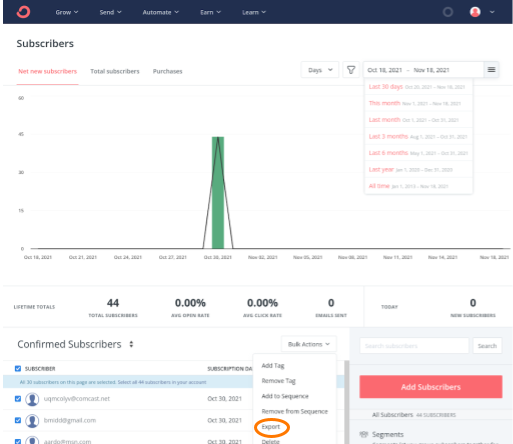 Grow Send Automate Earn Learn
Subscribers
Net new subscribers Total subscribers Purchases
Days Oct 18, 2021 - Nov 18, 2021
Last 30 days Oct 20, 2021 - Nov 18, 2021
This month Nov 1, 2021 - Nov 18, 2021
Last month Oct 1, 2021 - Oct 31, 2021
Last 3 months Aug 1, 2021 - Oct 31, 2021
Last 6 months May 1, 2021 - Oct 31, 2021
Last year Jan 1, 2020 - Dec 31, 2020
All time Jan 1, 2013 - Nov 18, 2021
60
45
30
15
0
Oct 18, 2021 Oct 21, 2021 Oct 24, 2021 Oct 27, 2021 Oct 30, 2021 Nov 02, 2021 Nov 05, 2021 Nov 08, 2021 Nov 11, 2021 Nov 14, 2021 Nov 18, 2021
LIFETIME TOTALS
44
TOTAL SUBSCRIBERS
0.00%
AVG. OPEN RATE
0.00%
AVG. CLICK RATE
0
EMAILS SENT
TODAY
0
NEW SUBSCRIBERS
Confirmed Subscribers Bulk Actions
Search subscribers Search
SUBSCRIBER SUBSCRIPTION DA
All 30 subscribers on this page are selected. Select all 44 subscribers in your account
uqmcolyv@comcast.net Oct 30, 2021
bmidd@gmail.com Oct 30, 2021
aardo@msn.com Oct 30, 2021
Add Tag
Remove Tag
Add to Sequence
Remove from Sequence
Export
Delete
Add Subscribers
All Subscribers 44 SUBSCRIBERS
Segments